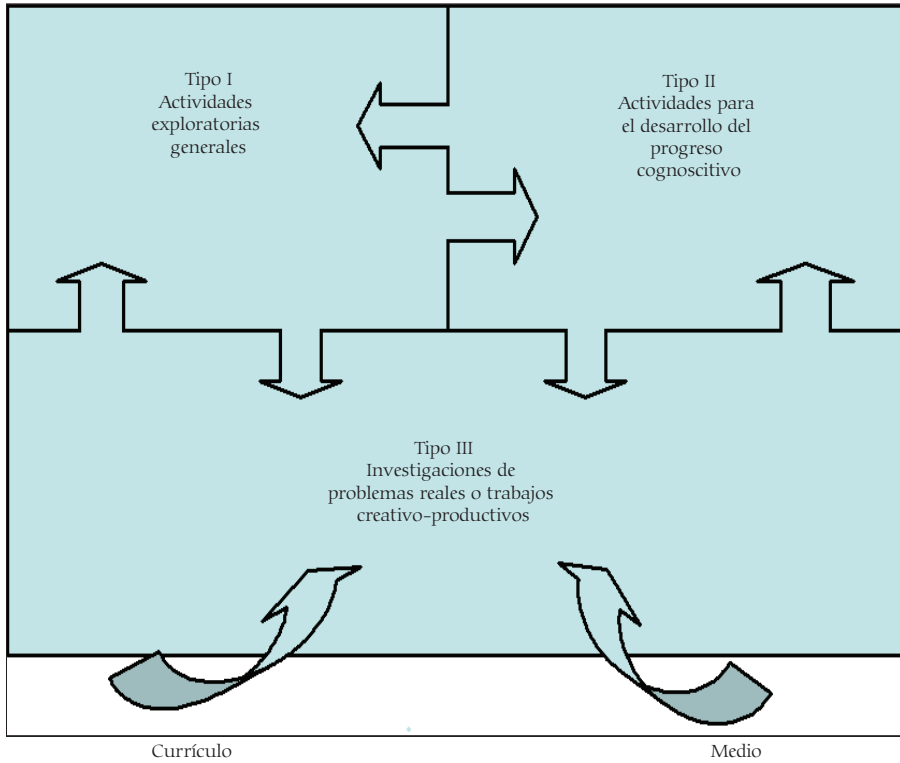 Tipo I
Actividades
exploratorias
generales
Tipo II
Actividades para
el desarrollo del
progreso
cognoscitivo
Tipo III
Investigaciones de
problemas reales o trabajos
creativo-productivos
Currículo
Medio